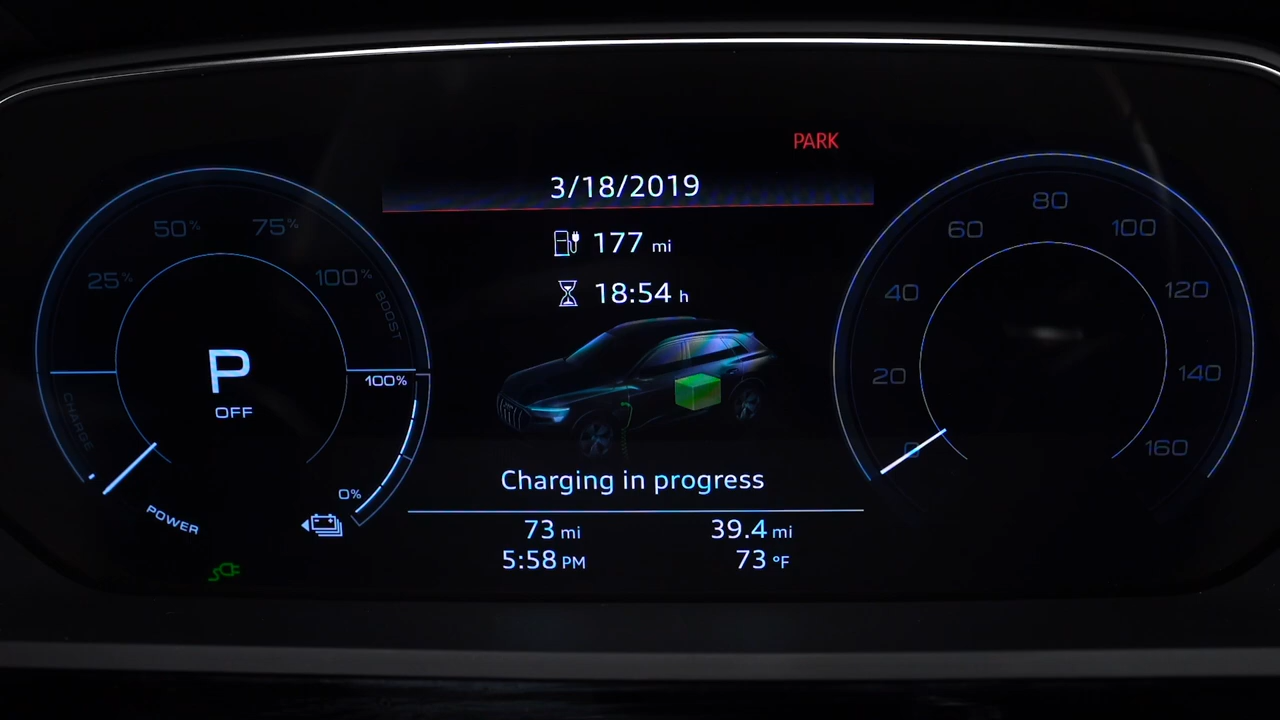 PARK
3/18/2019
177 mi
18:54 h
Charging in progress
73 mi 39.4 mi
5:58 PM 73 °F
25% 50% 75% 100%
BOOST
P
OFF
100%
CHARGE
0%
POWER
0 20 40 60 80 100 120 140 160